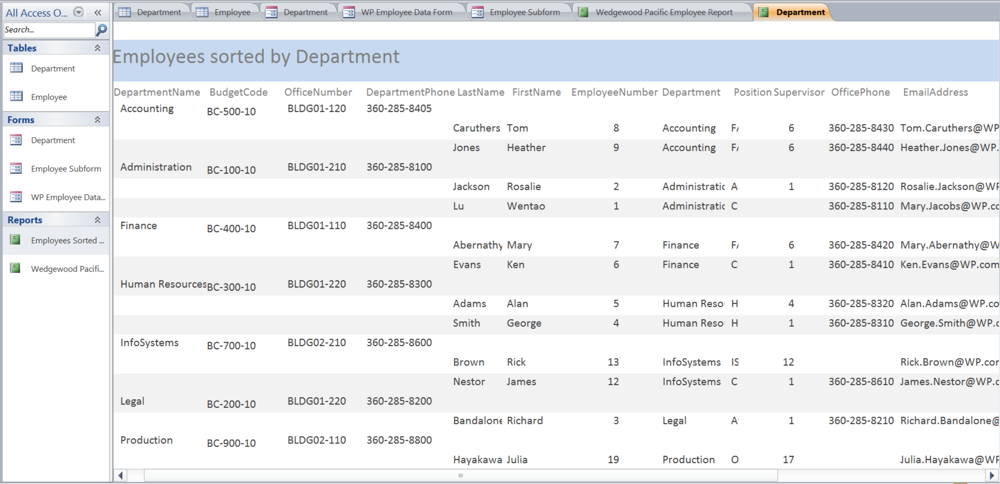 All Access O...
Search...
Tables
Department
Employee
Forms
Department
Employee Subform
WP Employee Data...
Reports
Employees Sorted ...
Wedgewood Pacifi...
Department Employee Department WP Employee Data Form Employee Subform Wedgewood Pacific Employee Report Department
Employees sorted by Department
DepartmentName BudgetCode OfficeNumber DepartmentPhone LastName FirstName EmployeeNumber Department Position Supervisor OfficePhone EmailAddress
Accounting BC-500-10 BLDG01-120 360-285-8405
Caruthers Tom 8 Accounting FA 6 360-285-8430 Tom.Caruthers@WP
Jones Heather 9 Accounting FA 6 360-285-8440 Heather.Jones@WP.
Administration BC-100-10 BLDG01-210 360-285-8100
Jackson Rosalie 2 Administratic A 1 360-285-8120 Rosalie.Jackson@WP
Lu Wentao 1 Administratic C 360-285-8110 Mary.Jacobs@WP.cc
Finance BC-400-10 BLDG01-110 360-285-8400
Abernathy Mary 7 Finance FA 6 360-285-8420 Mary.Abernathy@W
Evans Ken 6 Finance C 1 360-285-8410 Ken.Evans@WP.com
Human Resources BC-300-10 BLDG01-220 360-285-8300
Adams Alan 5 Human Reso H 4 360-285-8320 Alan.Adams@WP.co
Smith George 4 Human Reso H 1 360-285-8310 George.Smith@WP.c
InfoSystems BC-700-10 BLDG02-210 360-285-8600
Brown Rick 13 InfoSystems IS 12 Rick.Brown@WP.cor
Nestor James 12 InfoSystems C 1 360-285-8610 James.Nestor@WP.c
Legal BC-200-10 BLDG01-220 360-285-8200
Bandalone Richard 3 Legal A 1 360-285-8210 Richard.Bandalone@
Production BC-900-10 BLDG02-110 360-285-8800
Hayakawa Julia 19 Production O 17 Julia.Hayakawa@WP